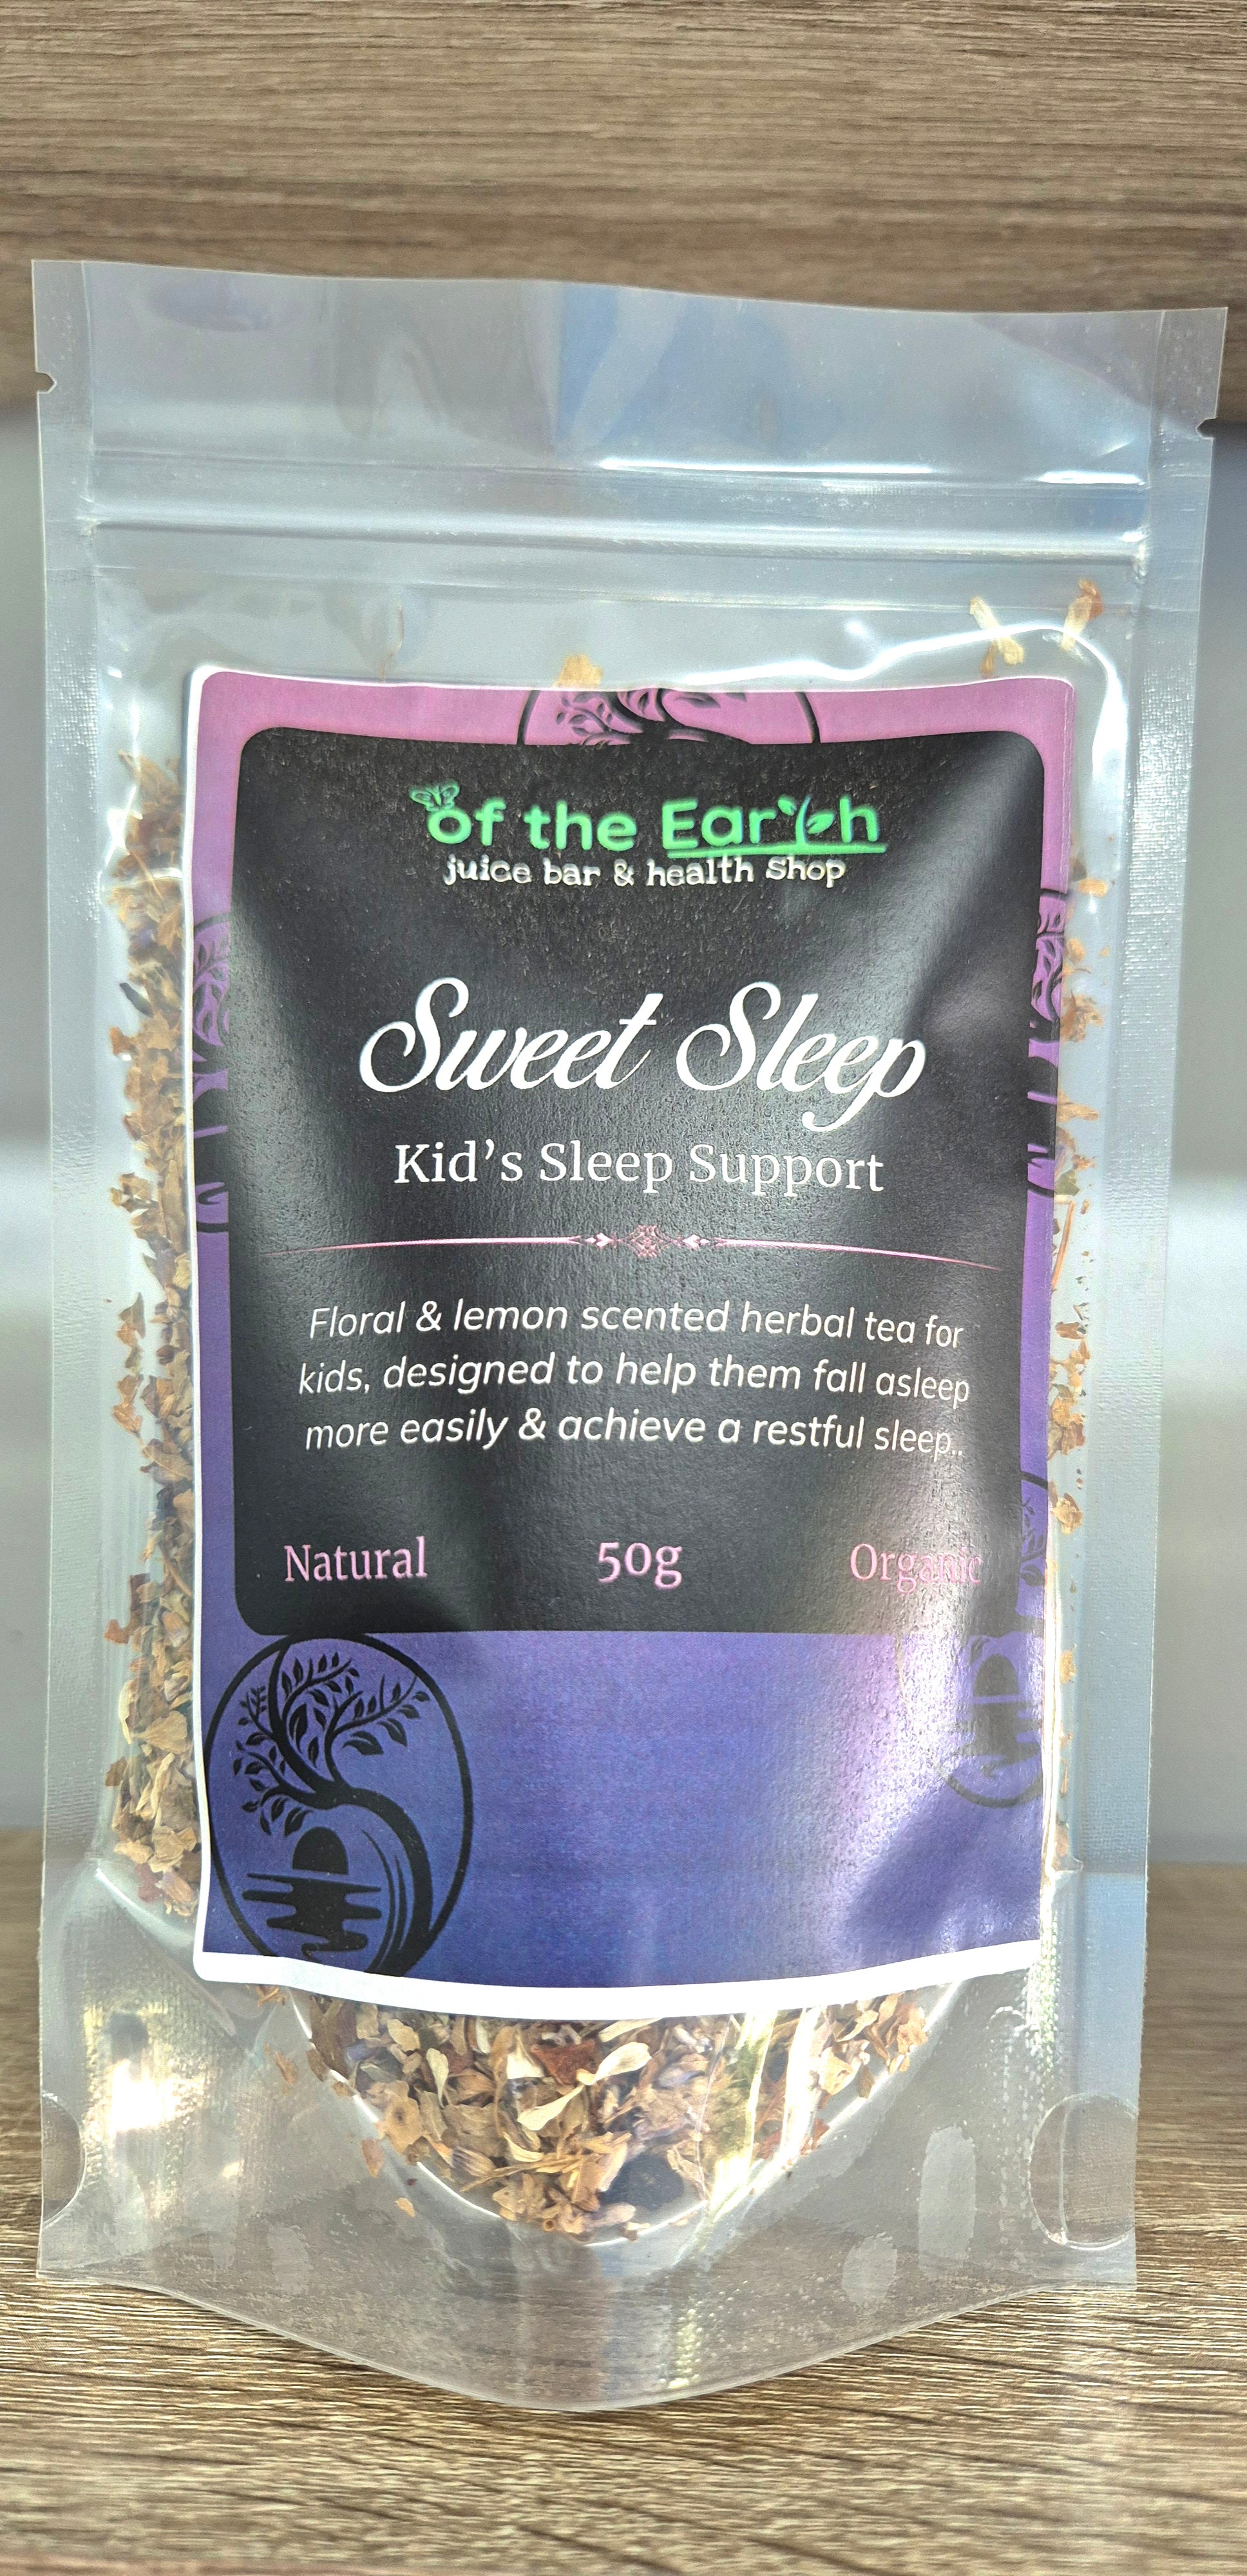 of the Earth
juice bar & health shop
Sweet Sleep
Kid's Sleep Support
Floral & lemon scented herbal tea for
kids, designed to help them fall asleep
more easily & achieve a restful sleep..
Natural 50g Organic